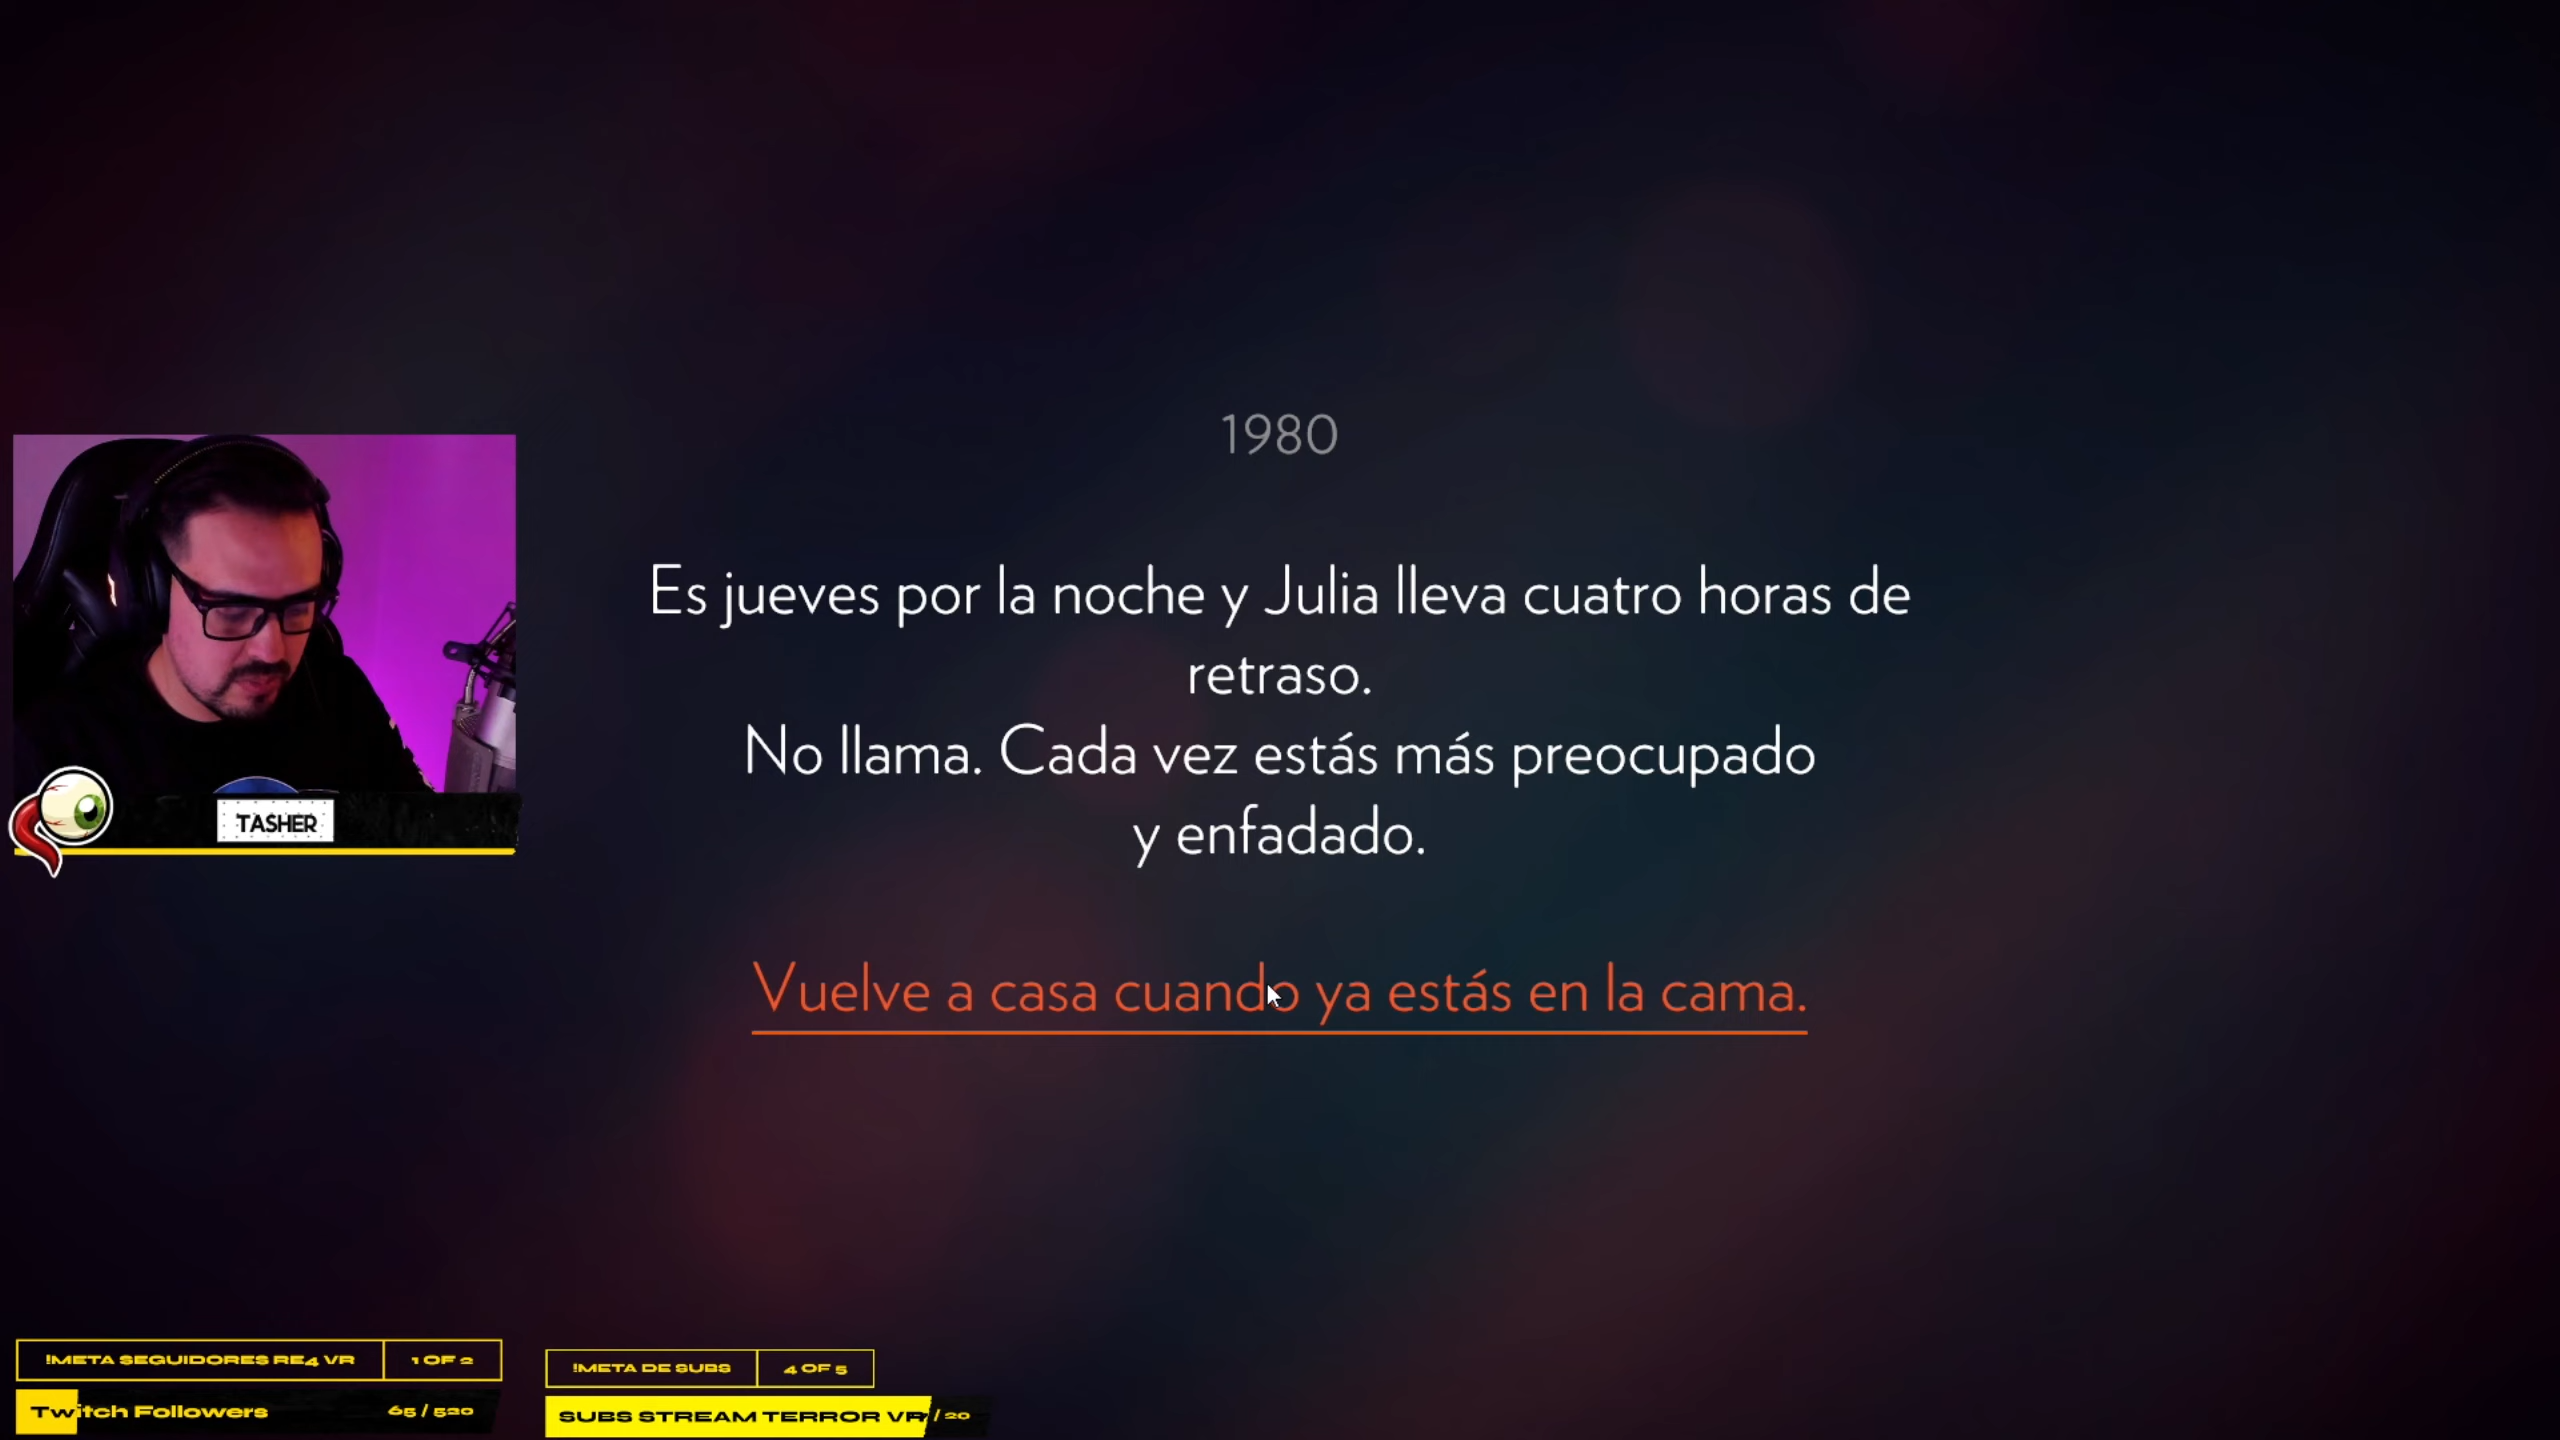 1980
Es jueves por la noche y Julia lleva cuatro horas de
retraso.
No llama. Cada vez estás más preocupado
y enfadado.
Vuelve a casa cuando ya estás en la cama.
TASHER
!META SEGUIDORES RE4 VR 1 OF 2
Twitch Followers 65 / 520
!META DE SUBS 4 OF 5
SUBS STREAM TERROR VR / 20